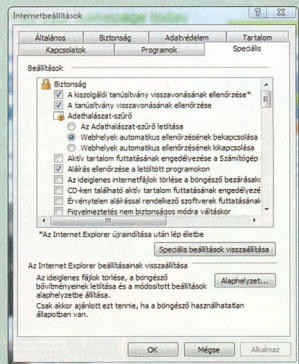 Internetbeállítások
Általános Biztonság Adatvédelem Tartalom
Kapcsolatok Programok Speciális
Beállítások
Biztonság
A kiszolgálói tanúsítvány visszavonásának ellenőrzése*
A tanúsítvány visszavonásának ellenőrzése
Adathalászat-szűrő
Az Adathalászat-szűrő letiltása
Webhelyek automatikus ellenőrzésének bekapcsolása
Webhelyek automatikus ellenőrzésének kikapcsolása
Aktív tartalom futtatásának engedélyezése a Számítógép
Aláírás ellenőrzése a letöltött programokon
Az ideiglenes internetfájlok törlése a böngésző bezárásakor
CD-ken található aktív tartalom futtatásának engedélyezé
Érvénytelen aláírással rendelkező szoftverek futtatásának
Figyelmeztetés nem biztonságos módra váltáskor
*Az Internet Explorer újraindítása után lép életbe
Speciális beállítások visszaállítása
Az Internet Explorer beállításainak visszaállítása
Az ideiglenes fájlok törlése, a böngésző
bővítményeinek letiltása és a módosított beállítások
alaphelyzetbe állítása.
Alaphelyzet...
Csak akkor ajánlott ezt tennie, ha a böngésző használhatatlan
állapotban van.
OK Mégse Alkalmaz